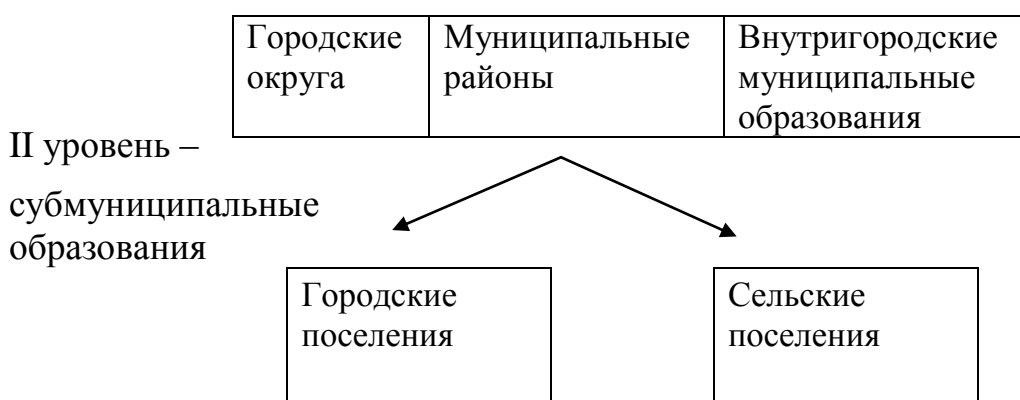 Городские
округа
Муниципальные
районы
Внутригородские
муниципальные
образования
II уровень –
субмуниципальные
образования
Городские
поселения
Сельские
поселения